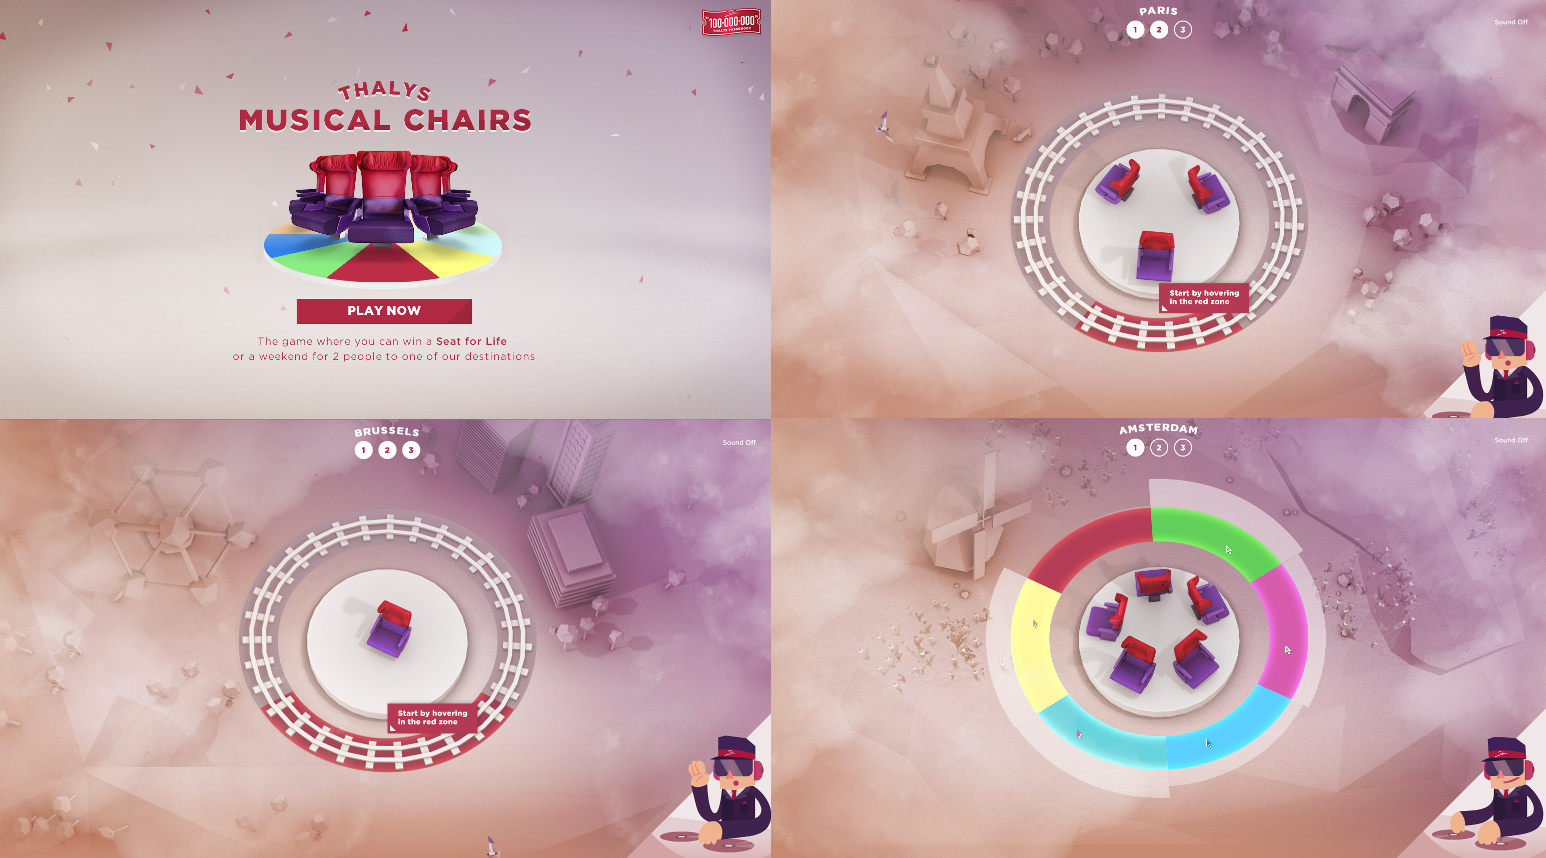 "100·000·000"
THALYS PASSENGERS
THALYS
MUSICAL CHAIRS
PLAY NOW
The game where you can win a Seat for Life
or a weekend for 2 people to one of our destinations
PARIS
1 2 3
Sound Off
Start by hovering
in the red zone
BRUSSELS
1 2 3
Sound Off
Start by hovering
in the red zone
AMSTERDAM
1 2 3
Sound Off